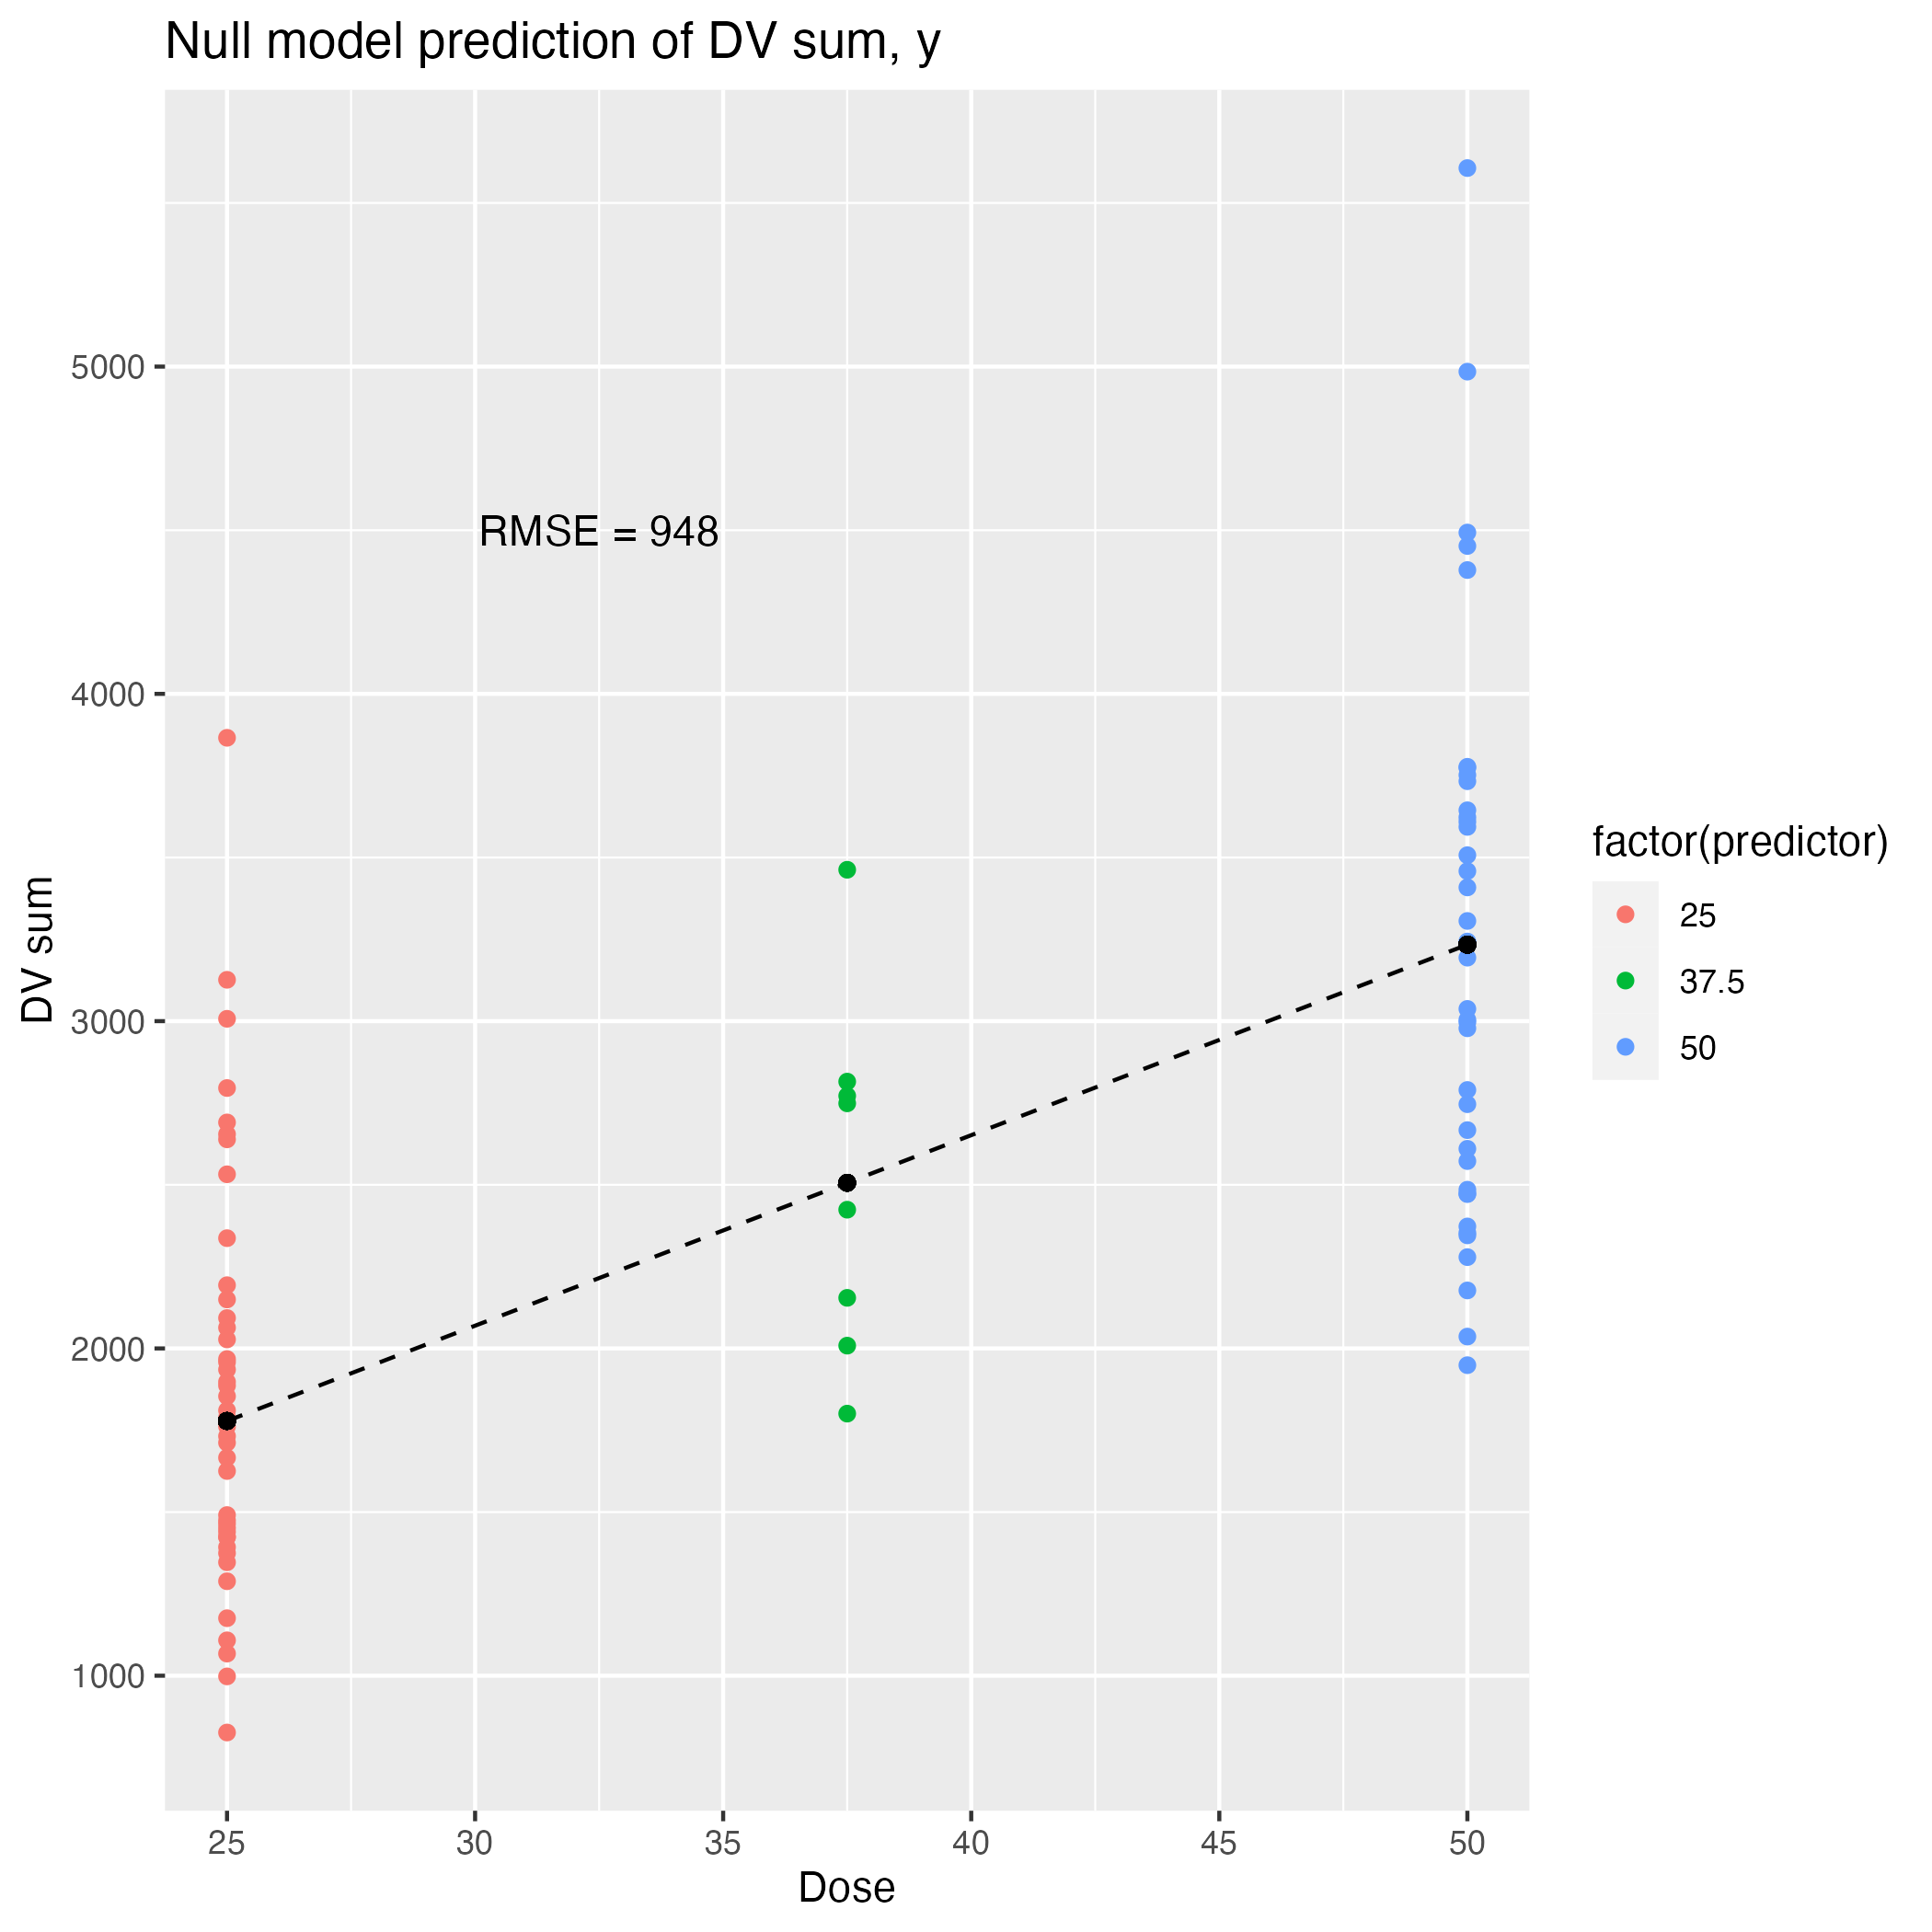 Null model prediction of DV sum, y
DV sum
5000
4000
3000
2000
1000
RMSE = 948
25 30 35 40 45 50
Dose
factor(predictor)
25
37.5
50